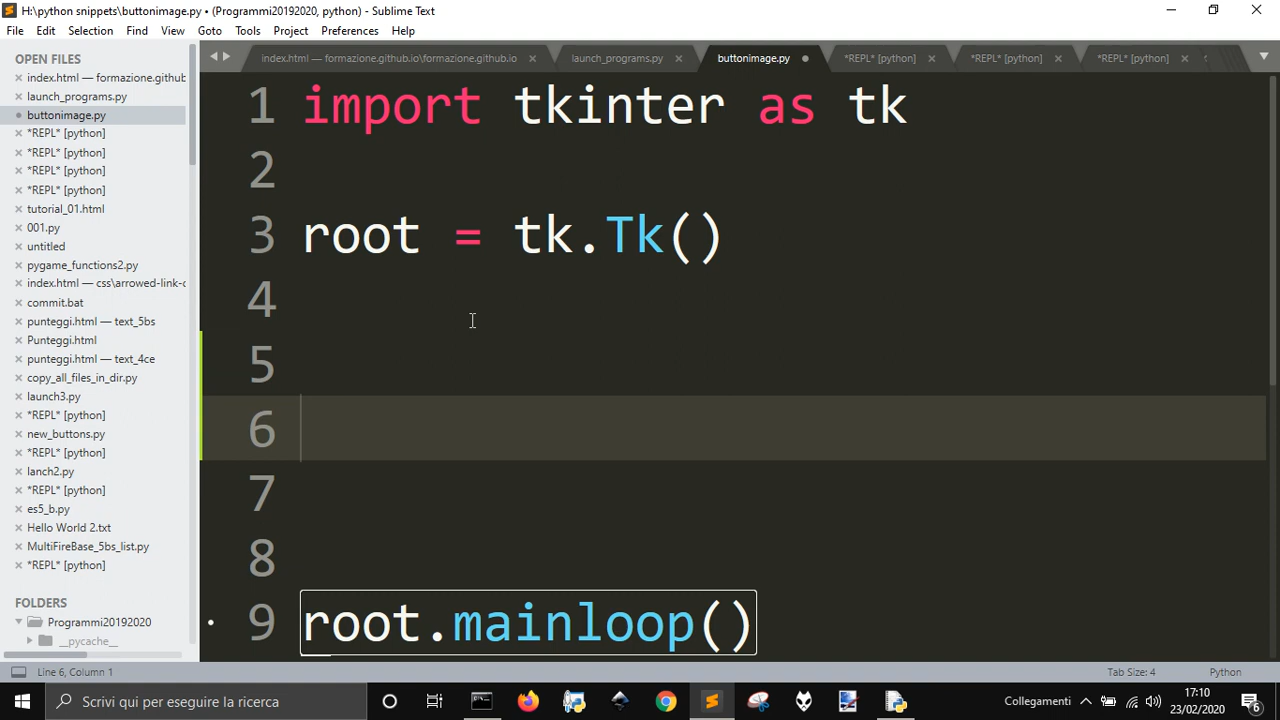 H:\python snippets\buttonimage.py • (Programmi20192020, python) - Sublime Text
File Edit Selection Find View Goto Tools Project Preferences Help
OPEN FILES
index.html — formazione.github
launch_programs.py
buttonimage.py
*REPL* [python]
*REPL* [python]
*REPL* [python]
*REPL* [python]
tutorial_01.html
001.py
untitled
pygame_functions2.py
index.html — css\arrowed-link-c
commit.bat
punteggi.html — text_5bs
Punteggi.html
punteggi.html — text_4ce
copy_all_files_in_dir.py
launch3.py
*REPL* [python]
new_buttons.py
*REPL* [python]
lanch2.py
*REPL* [python]
es5_b.py
Hello World 2.txt
MultiFireBase_5bs_list.py
*REPL* [python]
FOLDERS
Programmi20192020
__pycache__
index.html — formazione.github.io\formazione.github.io launch_programs.py buttonimage.py *REPL* [python] *REPL* [python] *REPL* [python]
1 import tkinter as tk
2
3 root = tk.Tk()
4
5
6
7
8
9 root.mainloop()
Line 6, Column 1 Tab Size: 4 Python
Scrivi qui per eseguire la ricerca
Collegamenti
17:10
23/02/2020
6